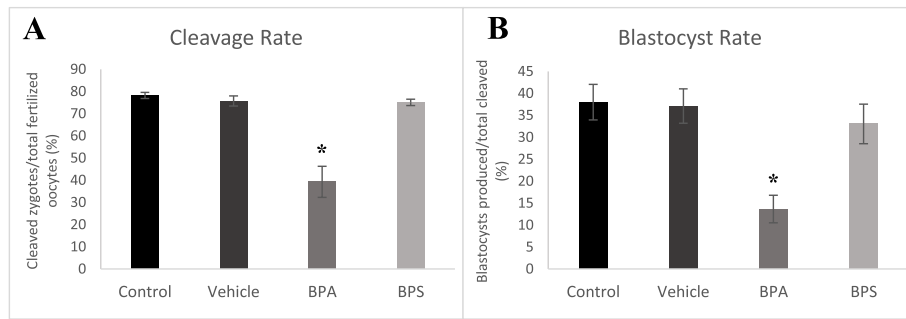 A
Cleavage Rate
Cleaved zygotes/total fertilized
oocytes (%)
90
80
70
60
50
40
30
20
10
0
*
Control Vehicle BPA BPS
B
Blastocyst Rate
Blastocysts produced/total cleaved
(%)
45
40
35
30
25
20
15
10
5
0
*
Control Vehicle BPA BPS